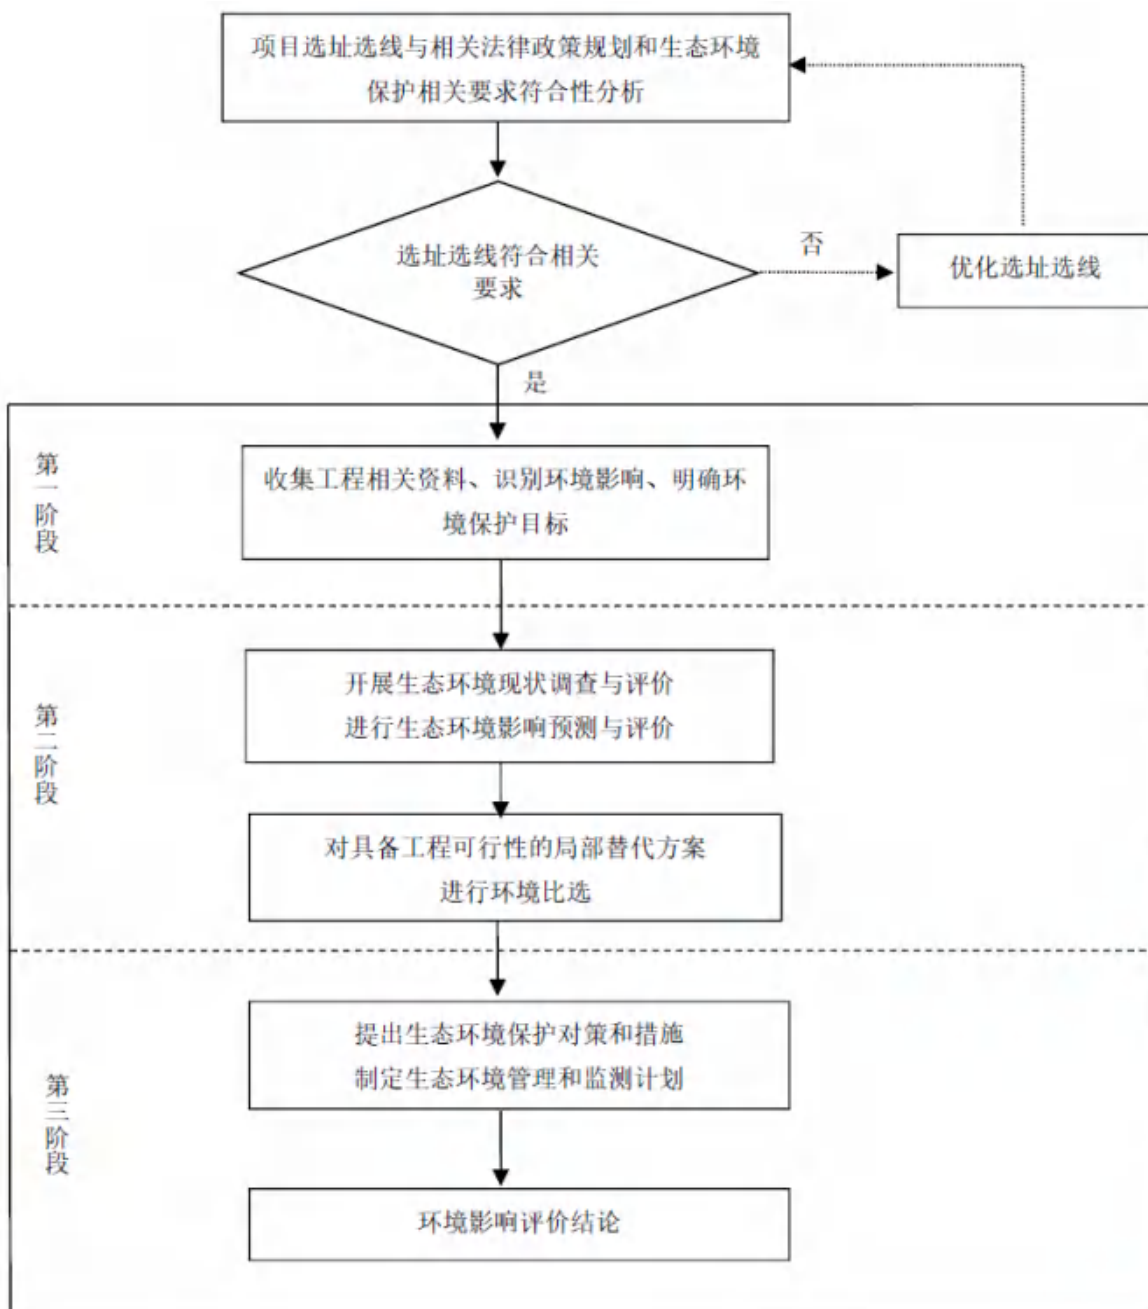 项目选址选线与相关法律政策规划和生态环境
保护相关要求符合性分析
选址选线符合相关
要求
否
优化选址选线
是
第一阶段
收集工程相关资料、识别环境影响、明确环
境保护目标
第二阶段
开展生态环境现状调查与评价
进行生态环境影响预测与评价
对具备工程可行性的局部替代方案
进行环境比选
第三阶段
提出生态环境保护对策和措施
制定生态环境管理和监测计划
环境影响评价结论